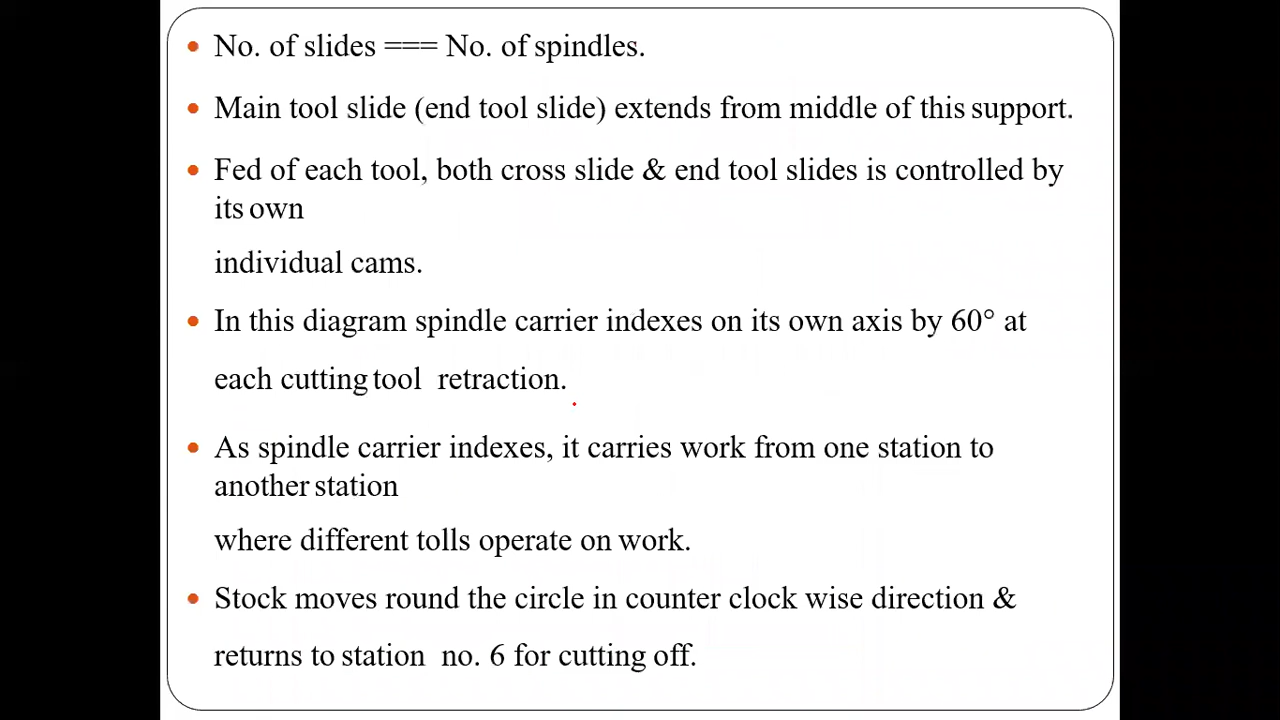 No. of slides === No. of spindles.
Main tool slide (end tool slide) extends from middle of this support.
Fed of each tool, both cross slide & end tool slides is controlled by
its own
individual cams.
In this diagram spindle carrier indexes on its own axis by 60° at
each cutting tool retraction.
As spindle carrier indexes, it carries work from one station to
another station
where different tolls operate on work.
Stock moves round the circle in counter clock wise direction &
returns to station no. 6 for cutting off.